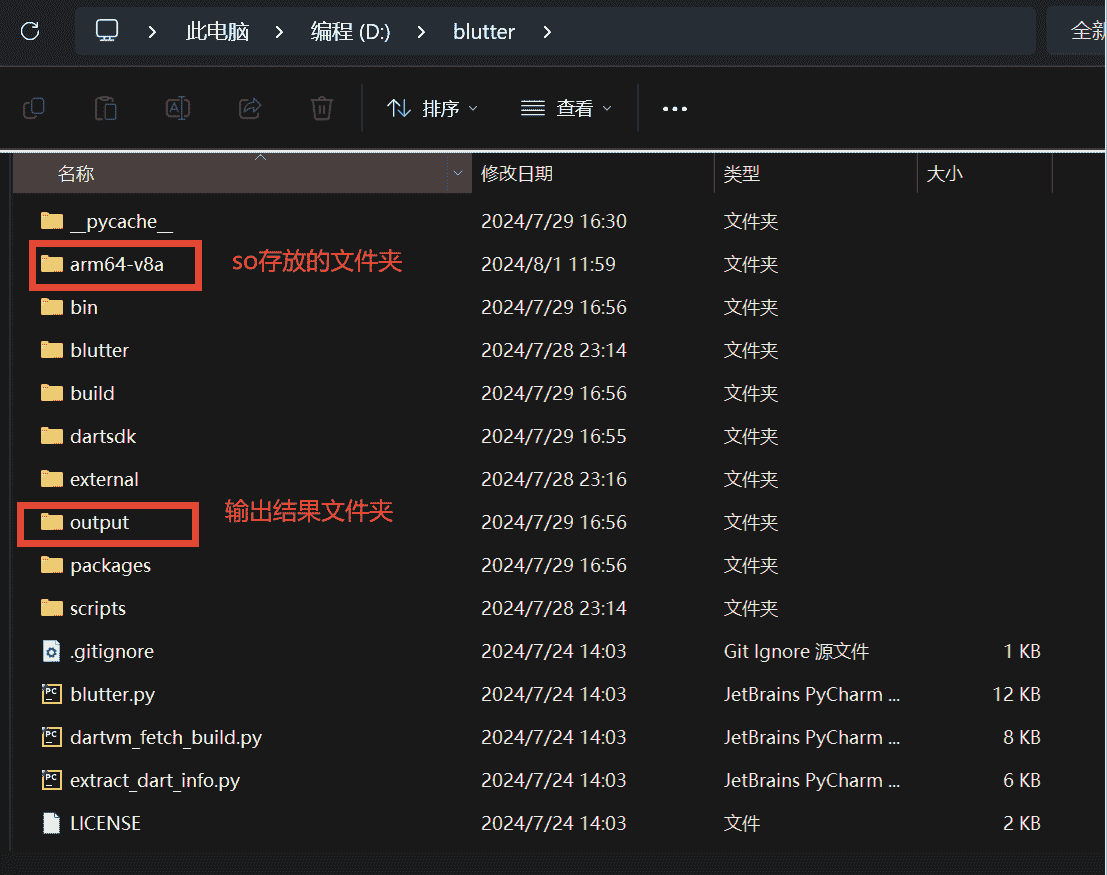 此电脑 > 编程 (D:) > blutter >
全新
排序 查看 ...
名称 修改日期 类型 大小
__pycache__ 2024/7/29 16:30 文件夹
arm64-v8a so存放的文件夹 2024/8/1 11:59 文件夹
bin 2024/7/29 16:56 文件夹
blutter 2024/7/28 23:14 文件夹
build 2024/7/29 16:56 文件夹
dartsdk 2024/7/29 16:55 文件夹
external 2024/7/28 23:16 文件夹
output 输出结果文件夹 2024/7/29 16:56 文件夹
packages 2024/7/29 16:56 文件夹
scripts 2024/7/28 23:14 文件夹
.gitignore 2024/7/24 14:03 Git Ignore 源文件 1 KB
blutter.py 2024/7/24 14:03 JetBrains PyCharm ... 12 KB
dartvm_fetch_build.py 2024/7/24 14:03 JetBrains PyCharm ... 8 KB
extract_dart_info.py 2024/7/24 14:03 JetBrains PyCharm ... 6 KB
LICENSE 2024/7/24 14:03 文件 2 KB